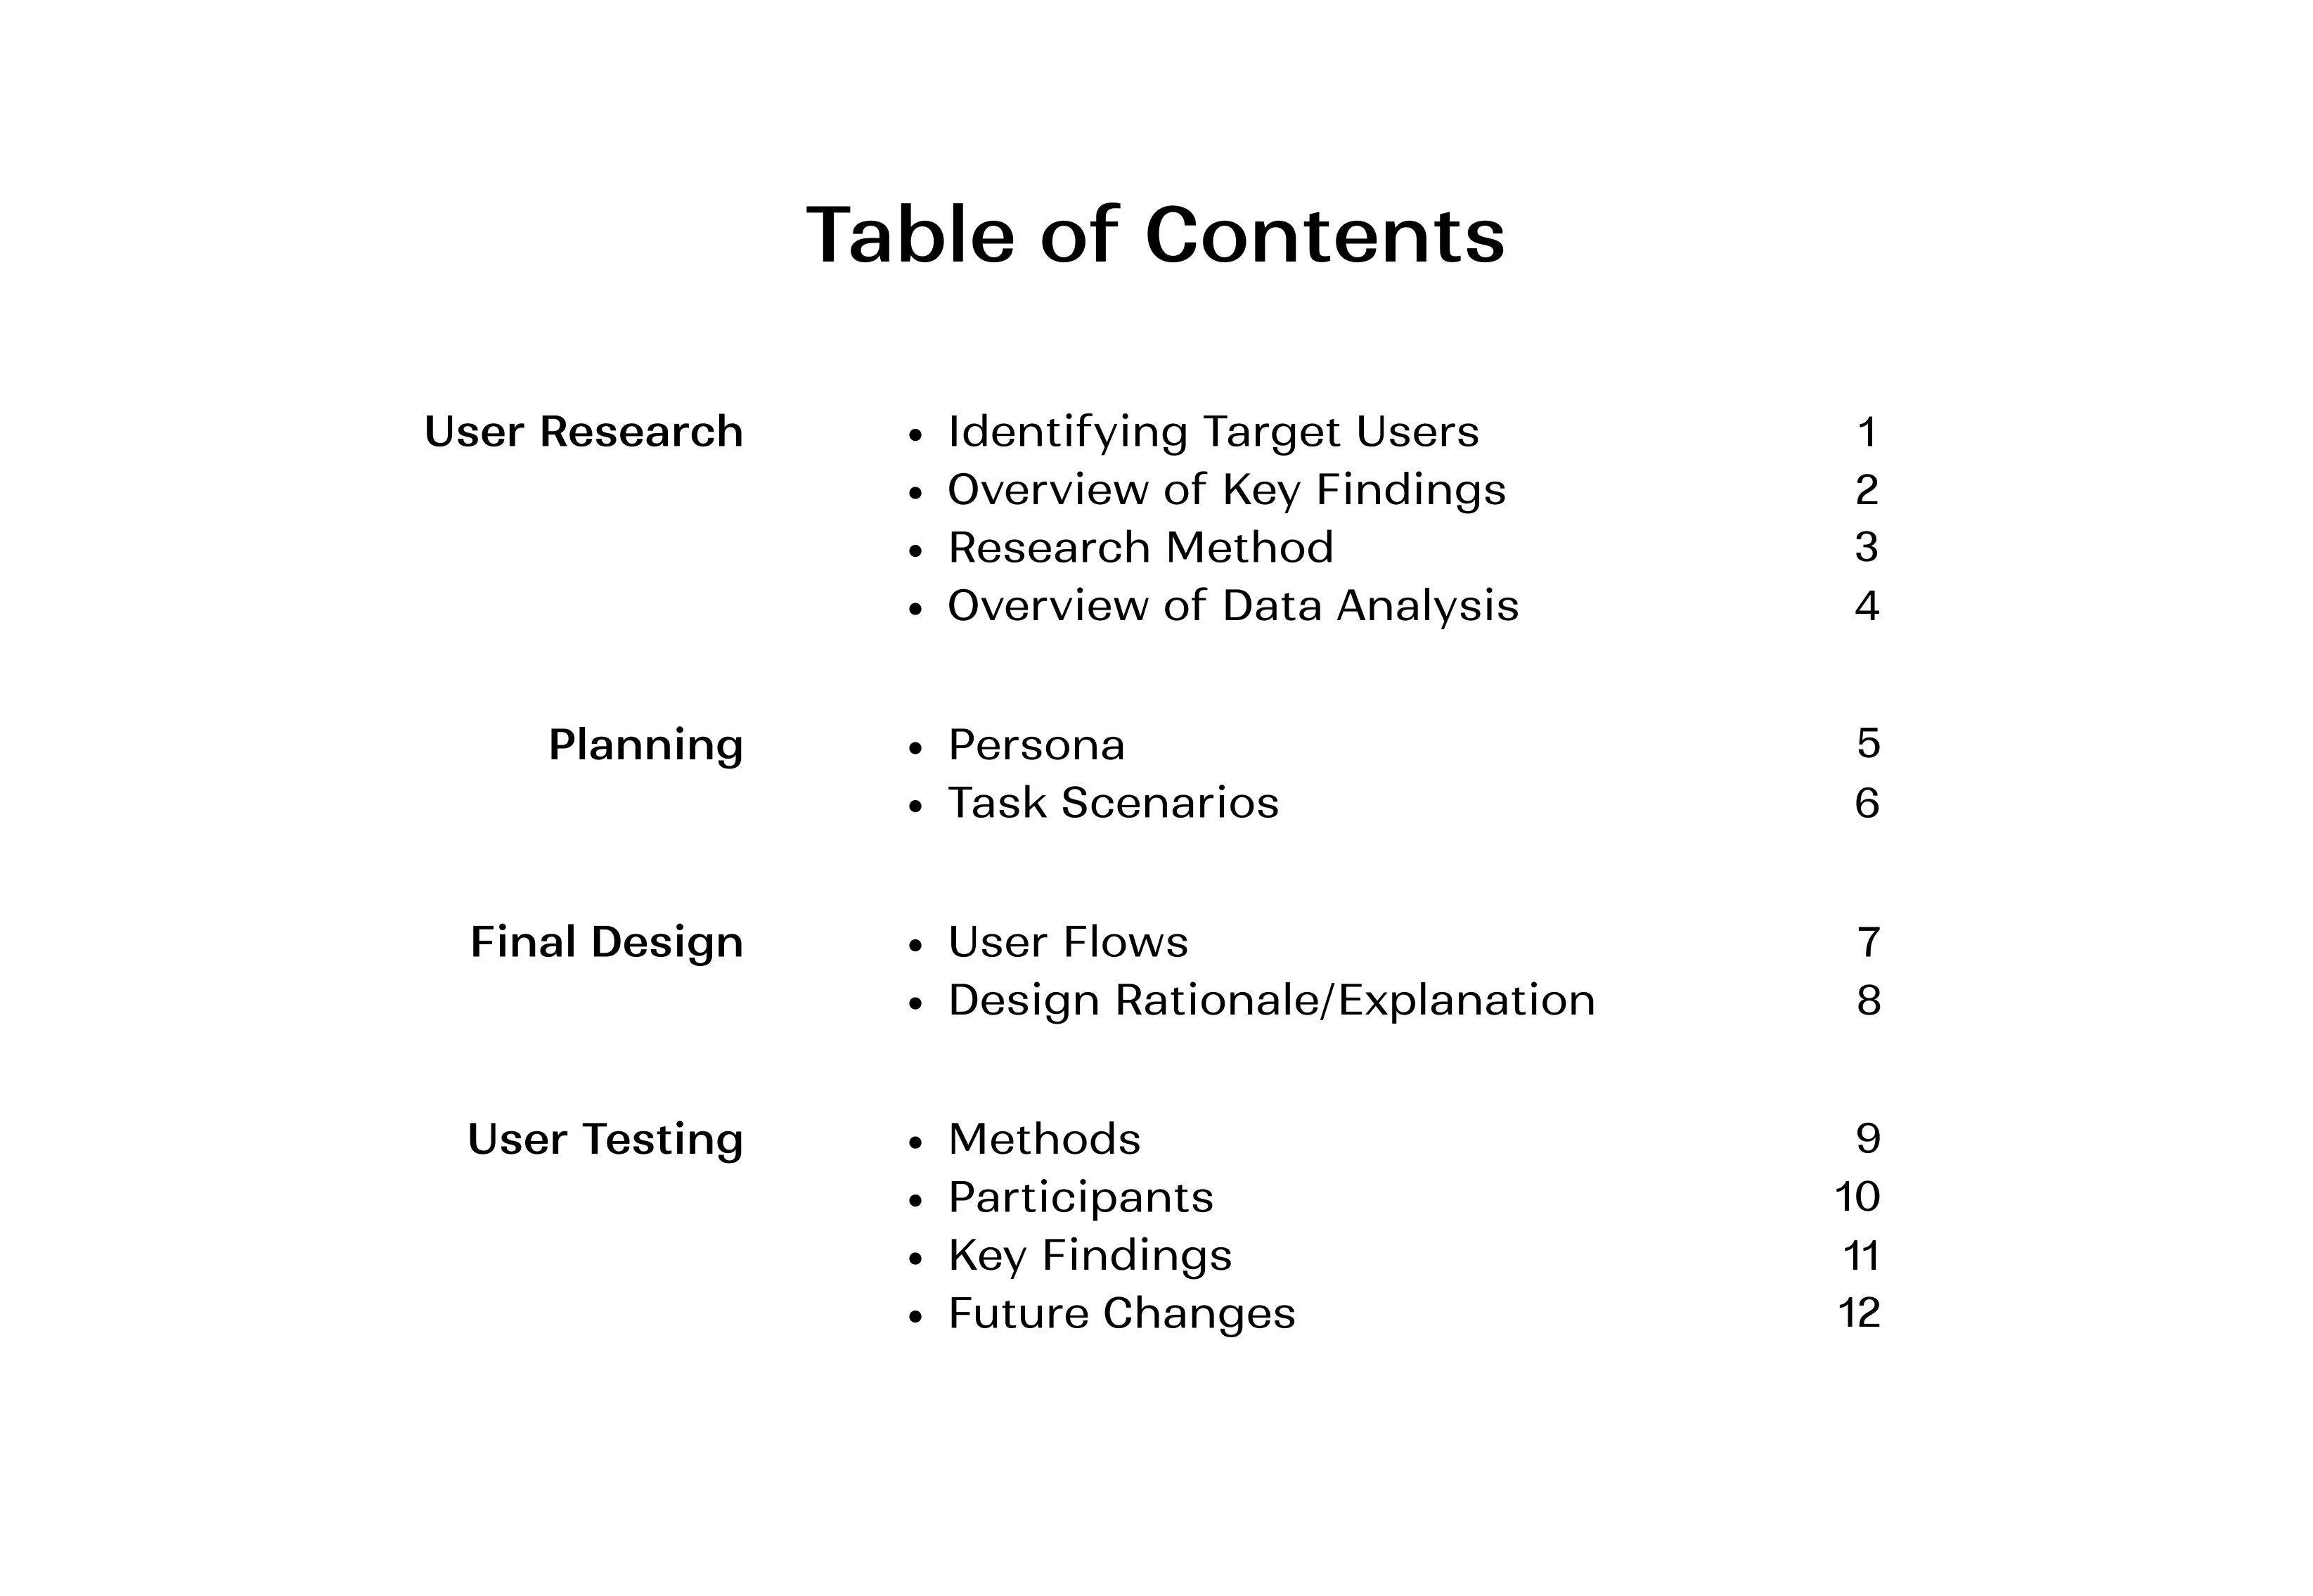 Table of Contents
User Research • Identifying Target Users 1
• Overview of Key Findings 2
• Research Method 3
• Overview of Data Analysis 4
Planning • Persona 5
• Task Scenarios 6
Final Design • User Flows 7
• Design Rationale/Explanation 8
User Testing • Methods 9
• Participants 10
• Key Findings 11
• Future Changes 12